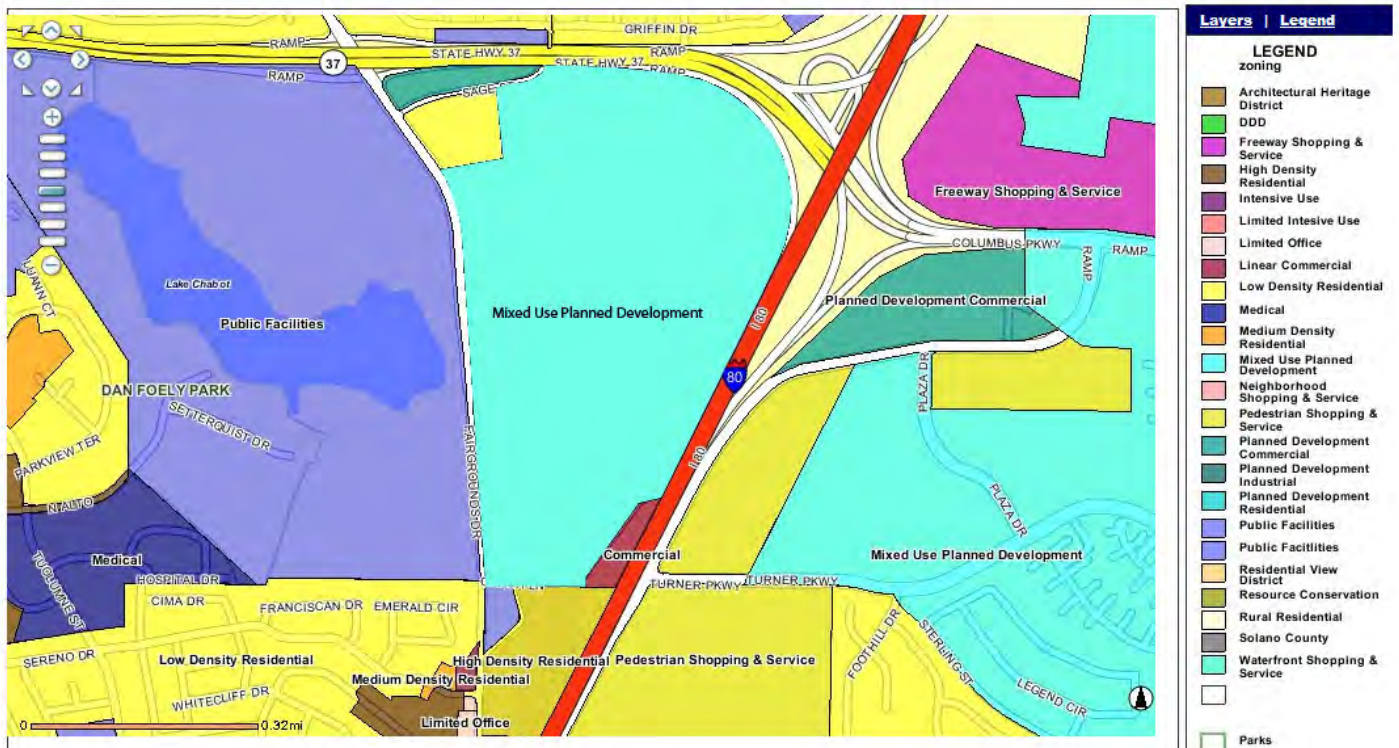 GRIFFIN DR
RAMP
STATE HWY 37
RAMP
37
RAMP
STATE HWY 37
RAMP
SAGE
Freeway Shopping & Service
COLUMBUS PKWY
RAMP
RAMP
LUANN CT
Lake Chabot
Public Facilities
Mixed Use Planned Development
Planned Development Commercial
I 80
80
DAN FOELY PARK
SETTERQUIST DR
PLAZA DR
PARKVIEW TER
FAIRGROUNDS DR
I 80
N ALTO
PLAZA DR
Medical
Commercial
Mixed Use Planned Development
TUOLUMNE ST
HOSPITAL DR
TURNER PKWY
TURNER PKWY
CIMA DR
FRANCISCAN DR
EMERALD CIR
FOOTHILL DR
STERLING ST
SERENO DR
Low Density Residential
High Density Residential
Pedestrian Shopping & Service
Medium Density Residential
WHITECLIFF DR
LEGEND CIR
Limited Office
0
0.32mi
Layers | Legend
LEGEND
zoning
Architectural Heritage
District
DDD
Freeway Shopping &
Service
High Density
Residential
Intensive Use
Limited Intesive Use
Limited Office
Linear Commercial
Low Density Residential
Medical
Medium Density
Residential
Mixed Use Planned
Development
Neighborhood
Shopping & Service
Pedestrian Shopping &
Service
Planned Development
Commercial
Planned Development
Industrial
Planned Development
Residential
Public Facilities
Public Facitlities
Residential View
District
Resource Conservation
Rural Residential
Solano County
Waterfront Shopping &
Service
Parks